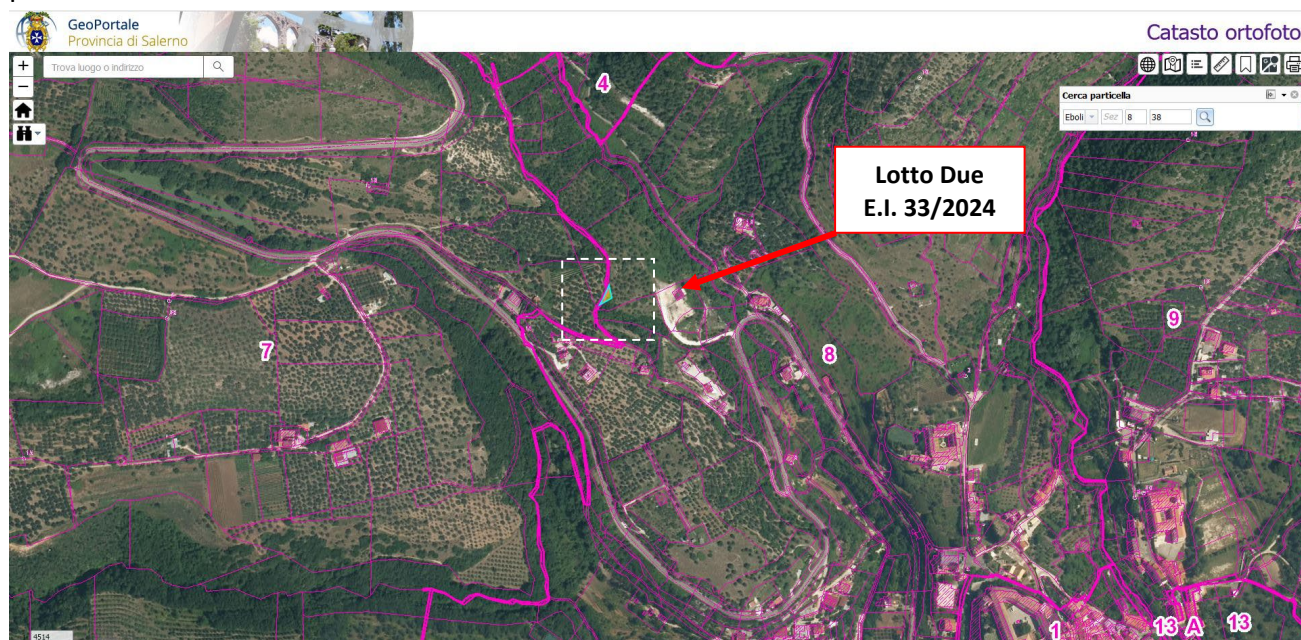 GeoPortale
Provincia di Salerno
Catasto ortofoto
+
Trova luogo o indirizzo
−
Cerca particella
Eboli Sez 8 38
4
Lotto Due
E.I. 33/2024
7
8
9
1
13 A 13
4514